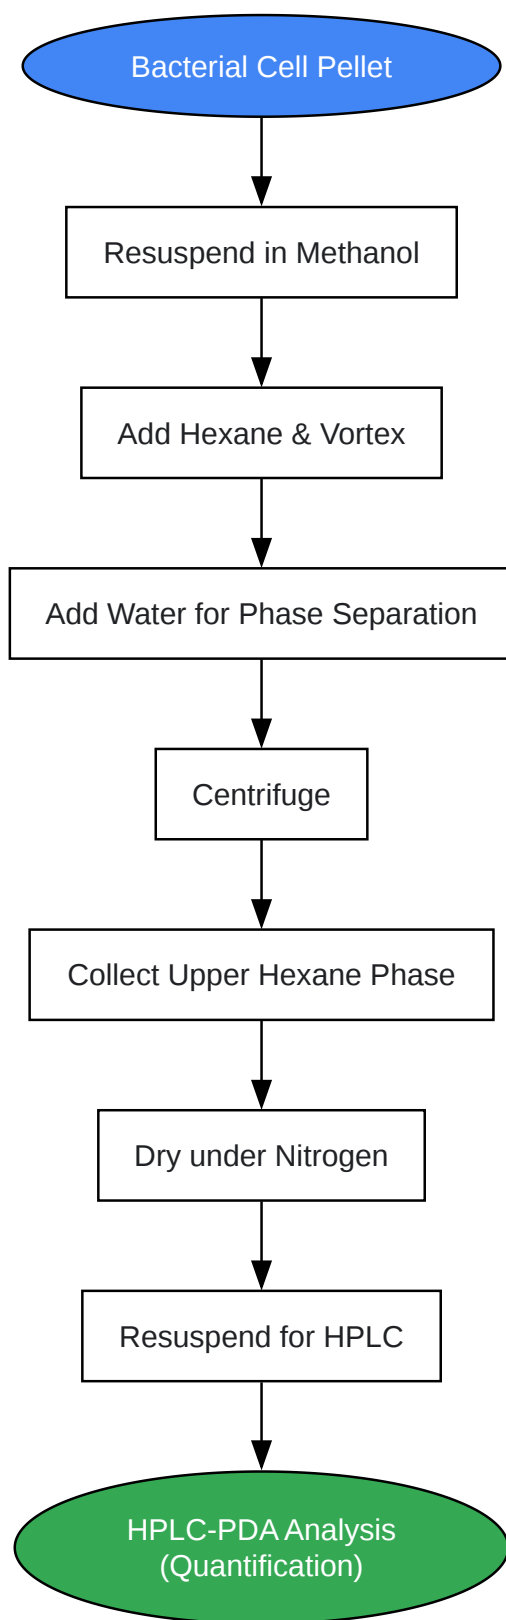 Bacterial Cell Pellet
Resuspend in Methanol
Add Hexane & Vortex
Add Water for Phase Separation
Centrifuge
Collect Upper Hexane Phase
Dry under Nitrogen
Resuspend for HPLC
HPLC-PDA Analysis
(Quantification)